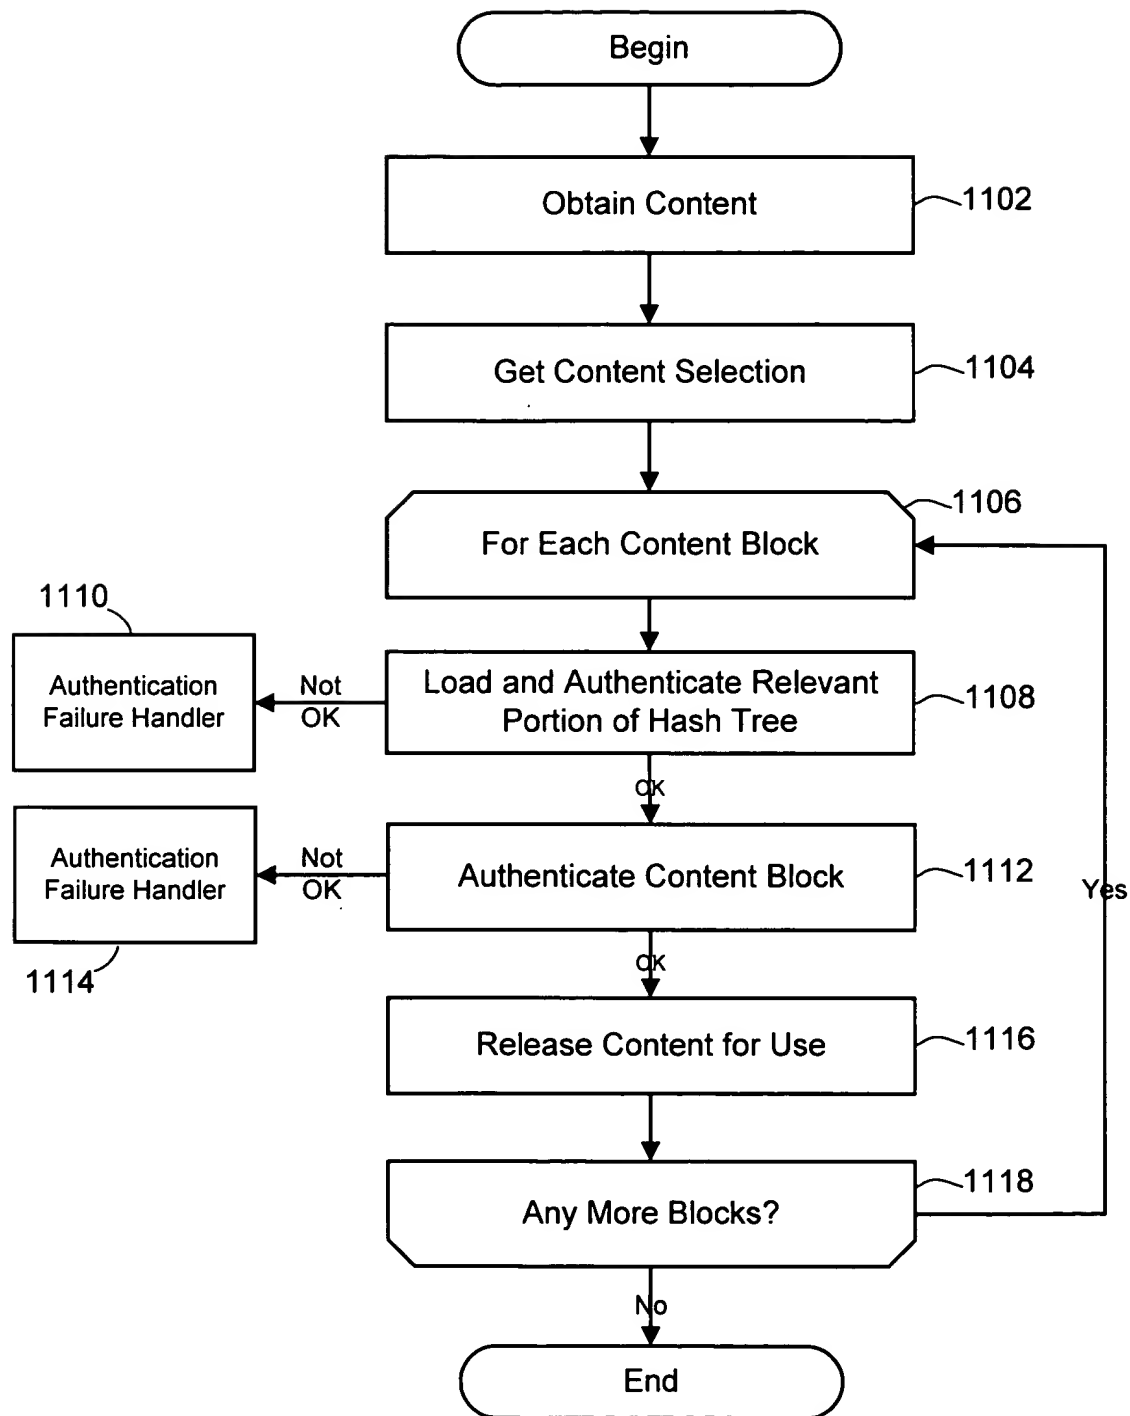 Begin
Obtain Content
1102
Get Content Selection
1104
1106
For Each Content Block
1110
Authentication
Failure Handler
Not
OK
Load and Authenticate Relevant
Portion of Hash Tree
1108
OK
Authentication
Failure Handler
Not
OK
Authenticate Content Block
1112
Yes
1114
OK
Release Content for Use
1116
Any More Blocks?
1118
No
End